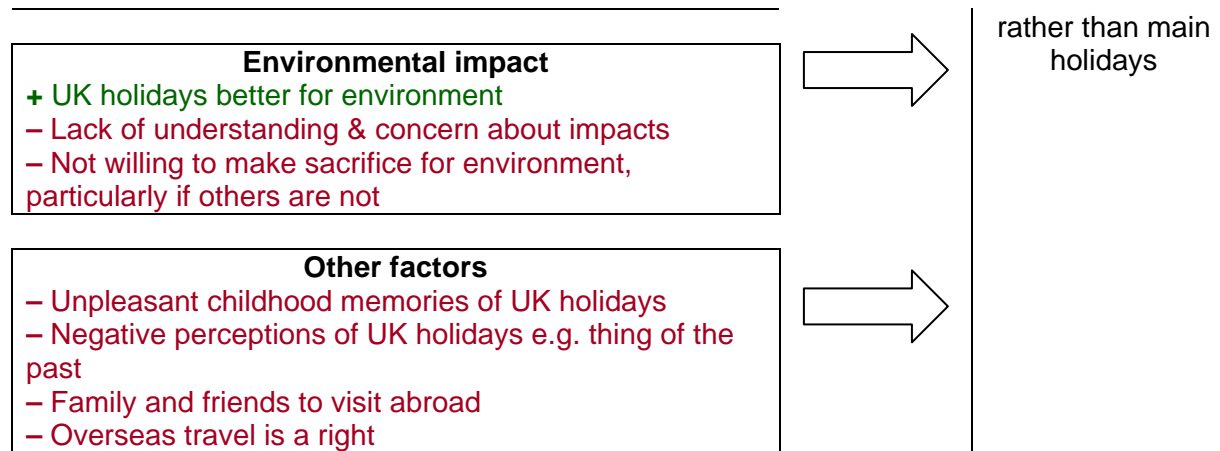 rather than main
holidays
Environmental impact
+ UK holidays better for environment
– Lack of understanding & concern about impacts
– Not willing to make sacrifice for environment,
particularly if others are not
Other factors
– Unpleasant childhood memories of UK holidays
– Negative perceptions of UK holidays e.g. thing of the
past
– Family and friends to visit abroad
– Overseas travel is a right